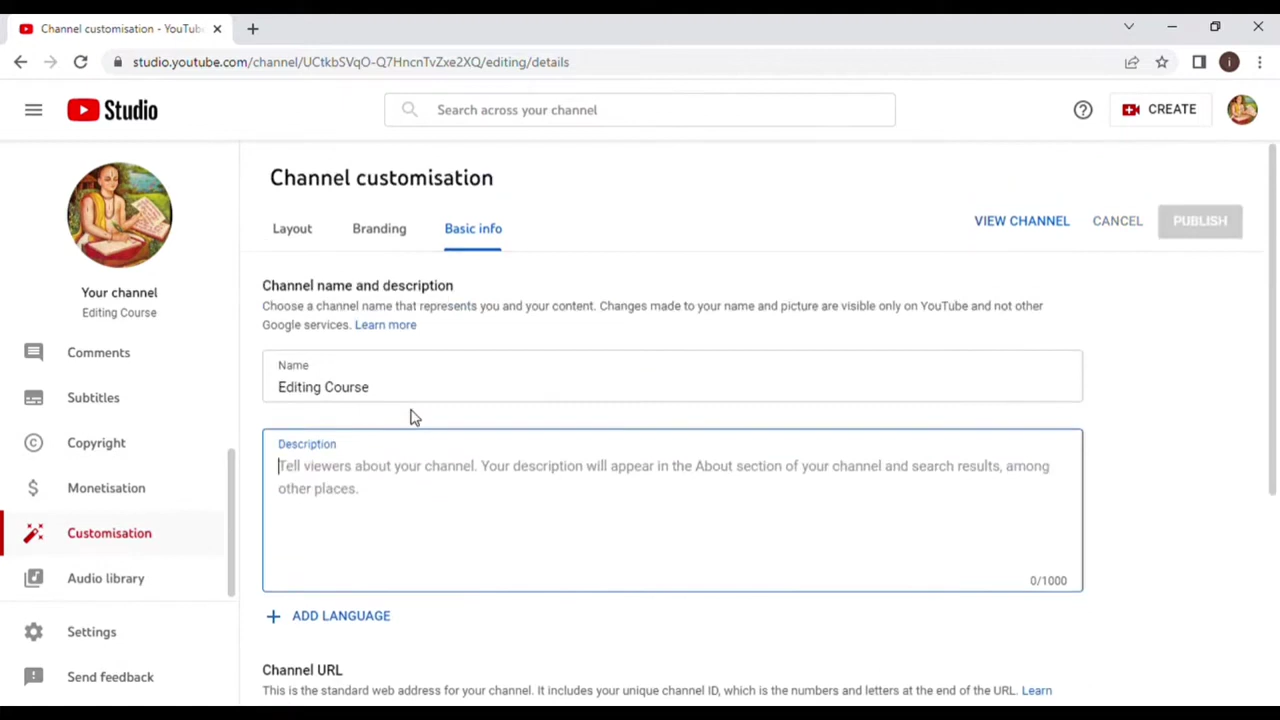 Channel customisation - YouTub
studio.youtube.com/channel/UCtkbSVqO-Q7HncnTvZxe2XQ/editing/details
i
Studio
Search across your channel
CREATE
Your channel
Editing Course
Comments
Subtitles
Copyright
Monetisation
Customisation
Audio library
Settings
Send feedback
Channel customisation
Layout
Branding
Basic info
VIEW CHANNEL
CANCEL
PUBLISH
Channel name and description
Choose a channel name that represents you and your content. Changes made to your name and picture are visible only on YouTube and not other
Google services. Learn more
Name
Editing Course
Description
Tell viewers about your channel. Your description will appear in the About section of your channel and search results, among
other places.
0/1000
+ ADD LANGUAGE
Channel URL
This is the standard web address for your channel. It includes your unique channel ID, which is the numbers and letters at the end of the URL. Learn